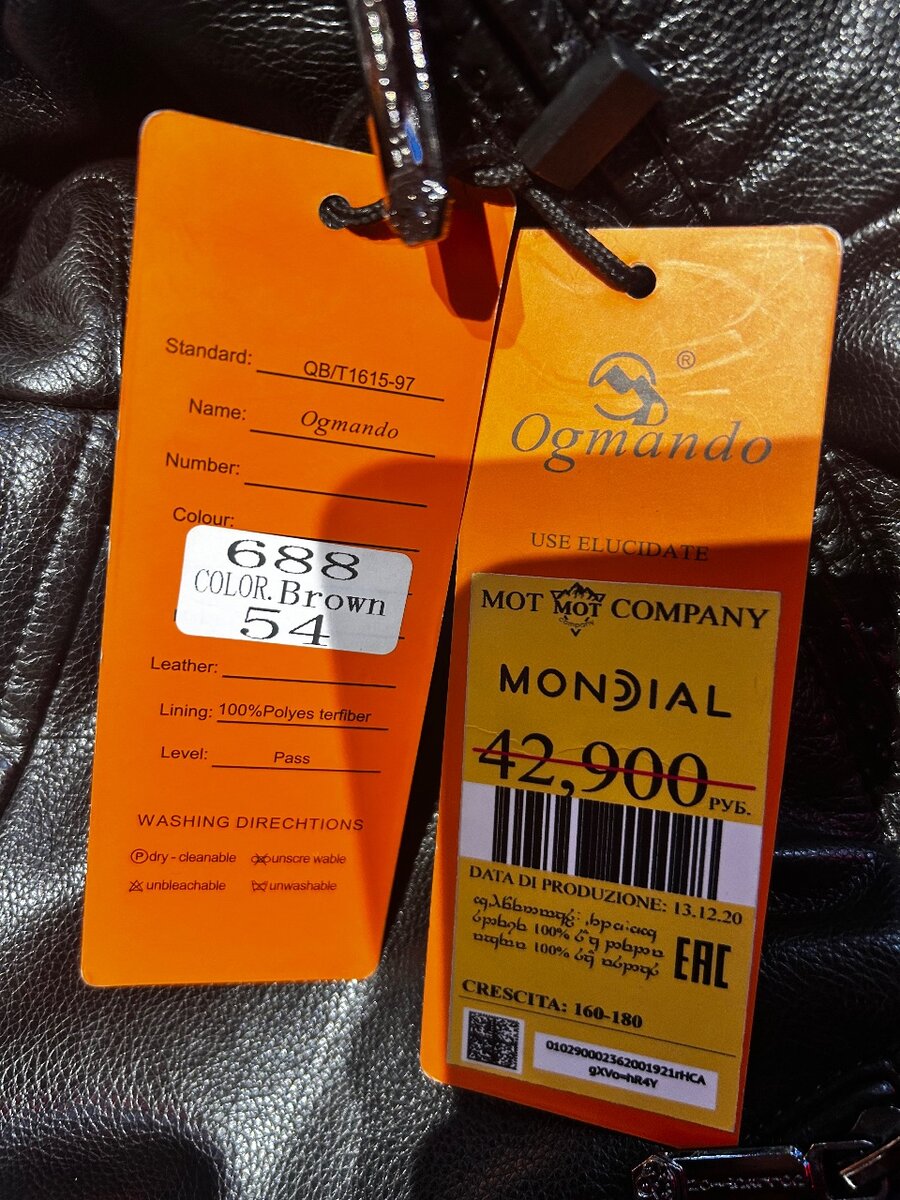 Standard: QB/T1615-97
Name: Ogmando
Number:
Colour:
688
COLOR.Brown
54
Leather:
Lining: 100%Polyes terfiber
Level: Pass
WASHING DIRECHTIONS
P dry - cleanable unscre wable
unbleachable unwashable
®
Ogmando
USE ELUCIDATE
MOT MOT COMPANY
company
MONDIAL
42,900 РУБ.
DATA DI PRODUZIONE: 13.12.20
100%
100%
EAC
CRESCITA: 160-180
010290002362001921rHCA
gXVo=hR4Y